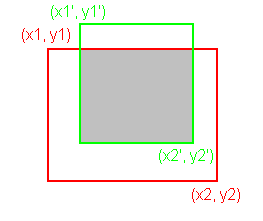 (x1', y1')
(x1, y1)
(x2', y2')
(x2, y2)